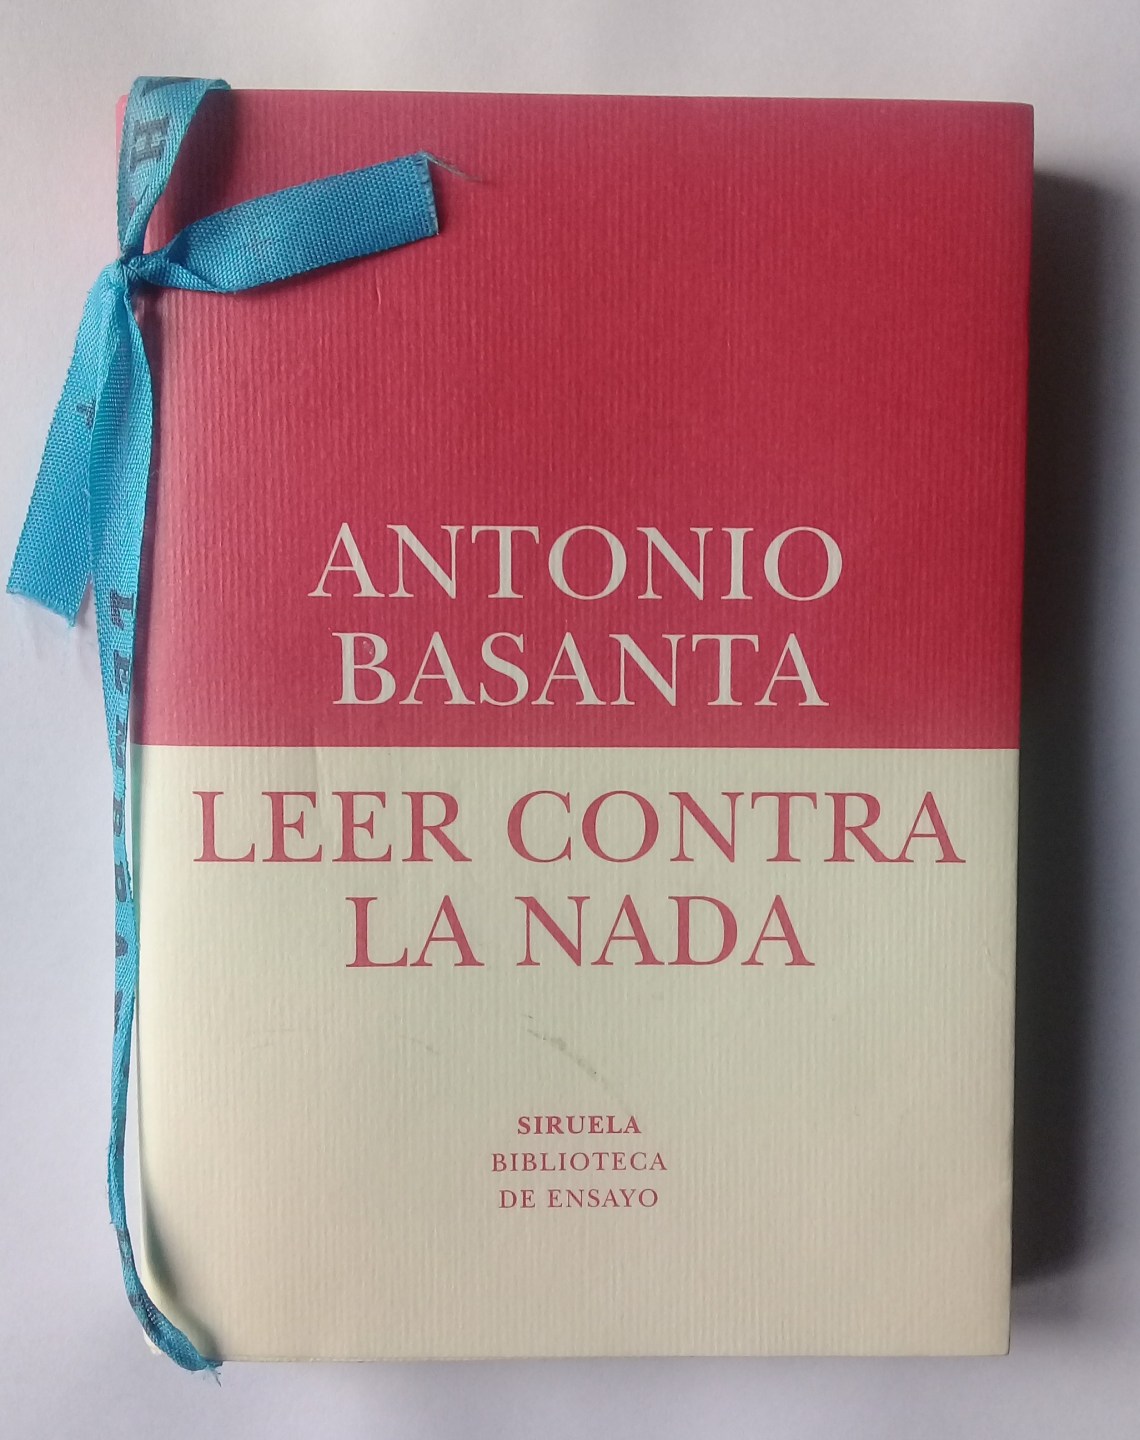 ANTONIO
BASANTA
LEER CONTRA
LA NADA
SIRUELA
BIBLIOTECA
DE ENSAYO